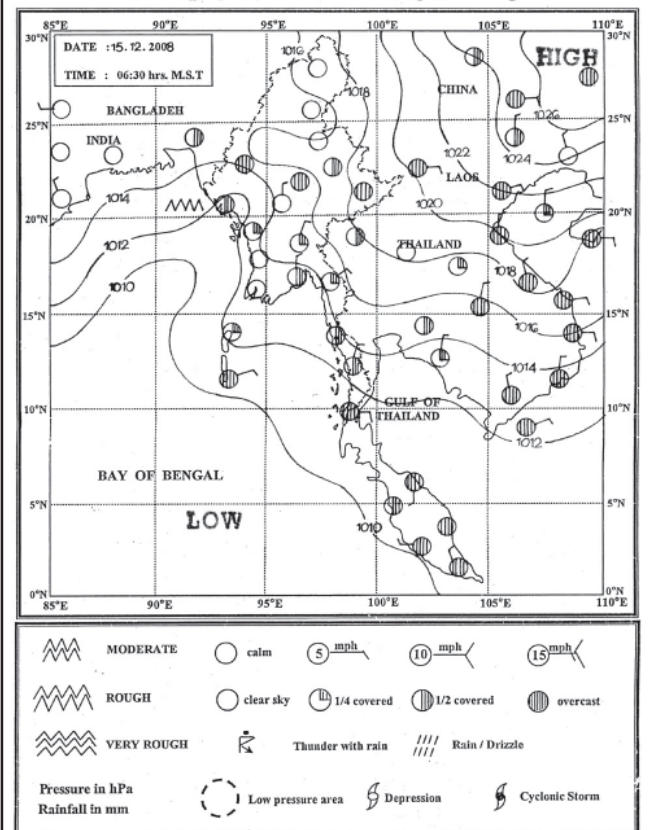 85°E 90°E 95°E 100°E 105°E 110°E
30°N 30°N
DATE : 15.12.2008
TIME : 06:30 hrs. M.S.T
1016
HIGH
1018
CHINA
BANGLADEH
1026
25°N 25°N
INDIA
1022
1024
LAOS
1014
1020
20°N 20°N
1012
THAILAND
1018
1010
15°N 15°N
1016
1014
10°N 10°N
GULF OF
THAILAND
1012
BAY OF BENGAL
5°N 5°N
LOW
1010
0°N 0°N
85°E 90°E 95°E 100°E 105°E 110°E
MODERATE calm 5 mph 10 mph 15 mph
ROUGH clear sky 1/4 covered 1/2 covered overcast
VERY ROUGH Thunder with rain Rain / Drizzle
Pressure in hPa
Rainfall in mm
Low pressure area Depression Cyclonic Storm